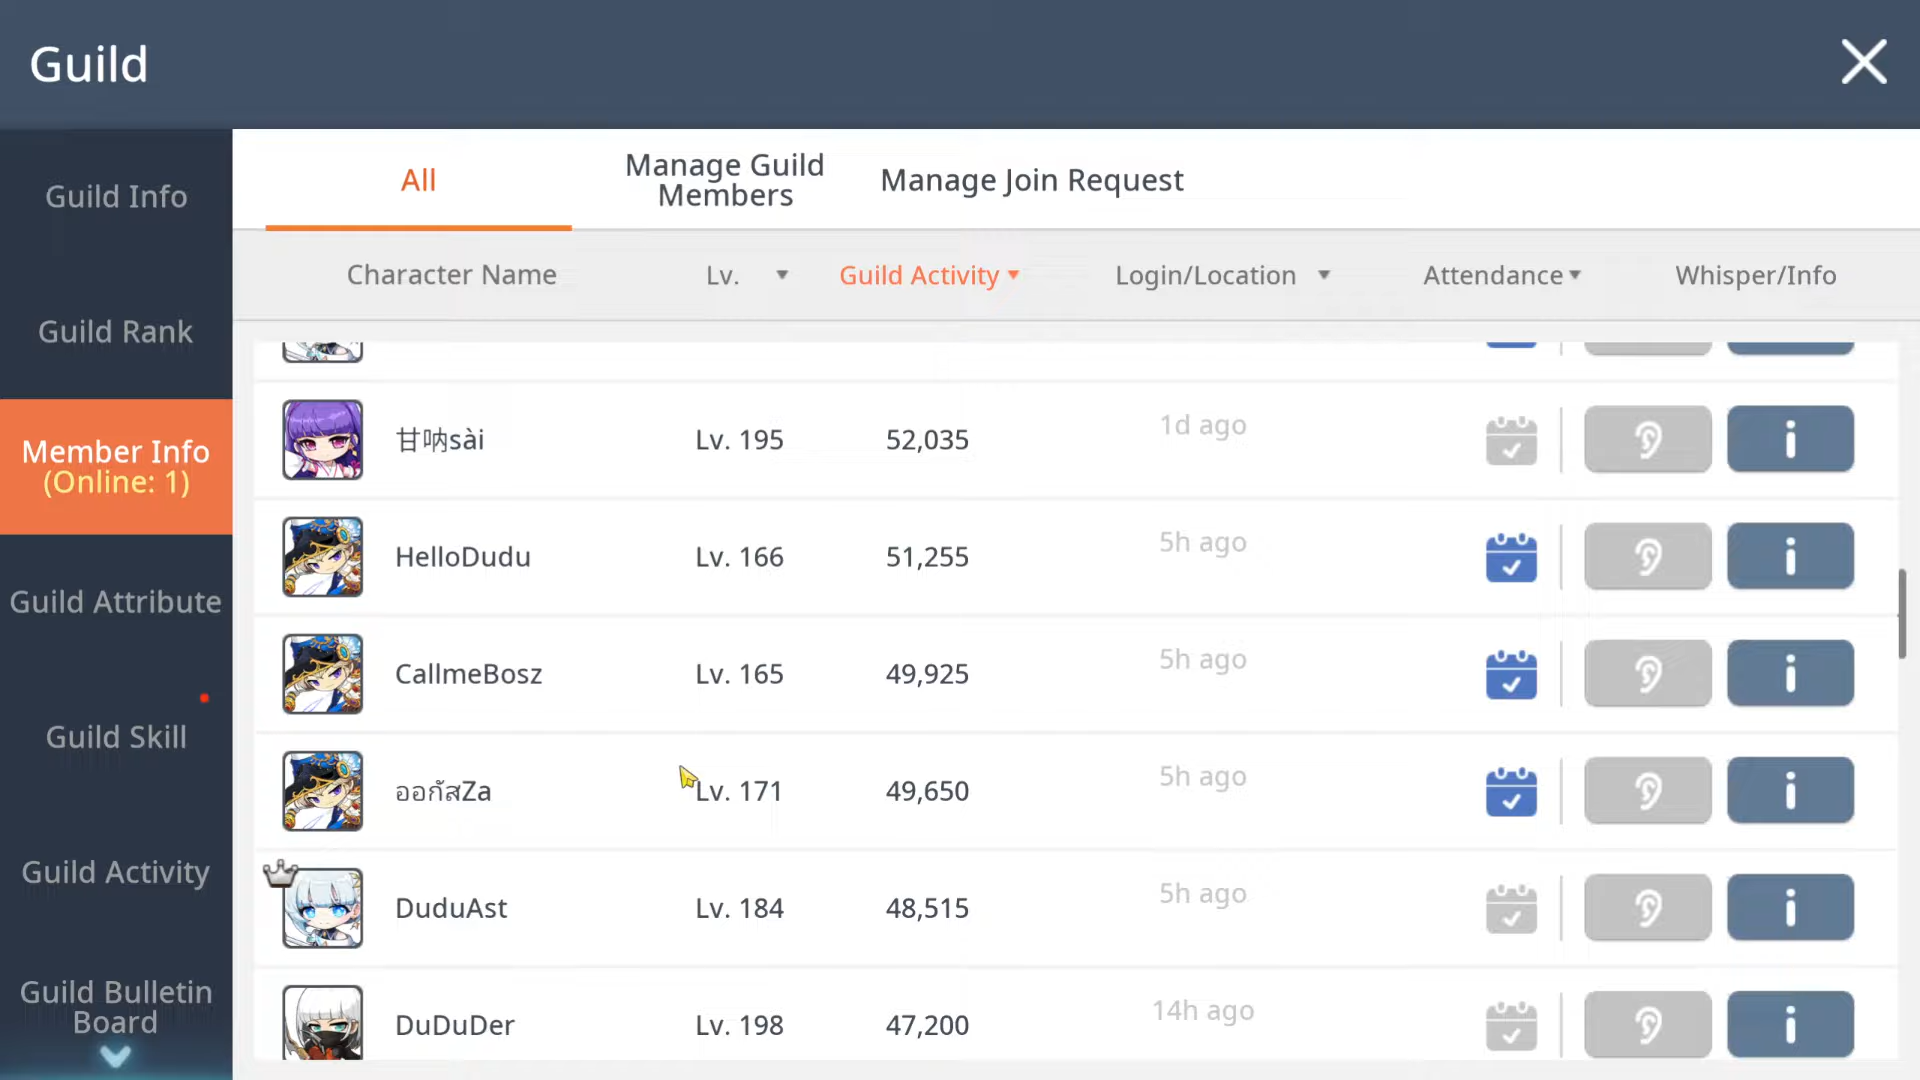 Guild
Guild Info
Guild Rank
Member Info
(Online: 1)
Guild Attribute
Guild Skill
Guild Activity
Guild Bulletin
Board
All
Manage Guild
Members
Manage Join Request
Character Name Lv. Guild Activity Login/Location Attendance Whisper/Info
甘呐sài Lv. 195 52,035 1d ago
HelloDudu Lv. 166 51,255 5h ago
CallmeBosz Lv. 165 49,925 5h ago
ออกัสZa Lv. 171 49,650 5h ago
DuduAst Lv. 184 48,515 5h ago
DuDuDer Lv. 198 47,200 14h ago